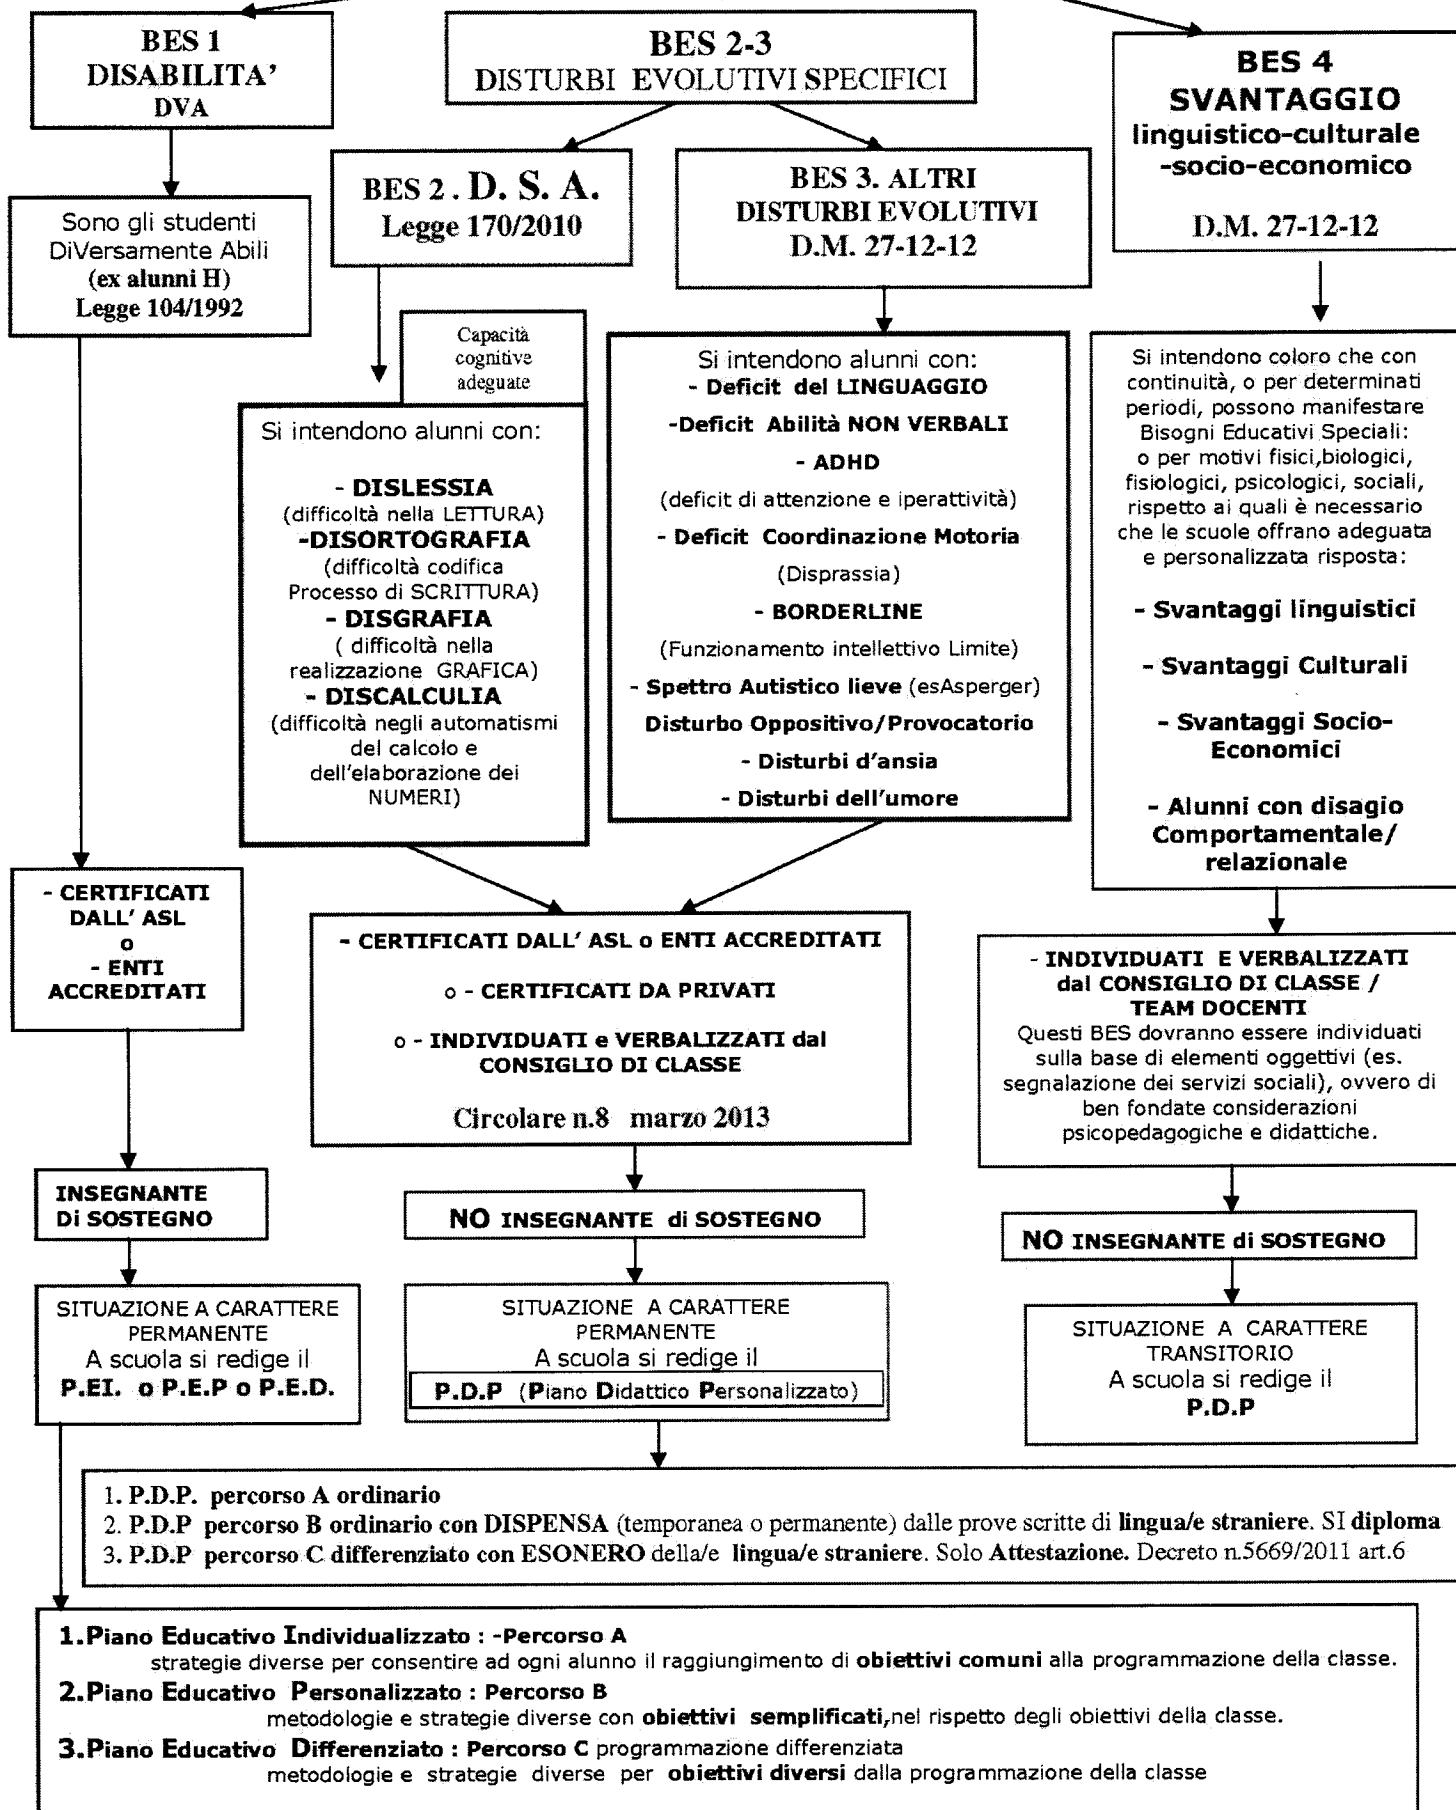 BES 1
DISABILITA'
DVA
BES 2-3
DISTURBI EVOLUTIVI SPECIFICI
BES 4
SVANTAGGIO
linguistico-culturale
-socio-economico
D.M. 27-12-12
BES 2 . D. S. A.
Legge 170/2010
BES 3. ALTRI
DISTURBI EVOLUTIVI
D.M. 27-12-12
Sono gli studenti
DiVersamente Abili
(ex alunni H)
Legge 104/1992
Capacità
cognitive
adeguate
Si intendono alunni con:
- DISLESSIA
(difficoltà nella LETTURA)
-DISORTOGRAFIA
(difficoltà codifica
Processo di SCRITTURA)
- DISGRAFIA
( difficoltà nella
realizzazione GRAFICA)
- DISCALCULIA
(difficoltà negli automatismi
del calcolo e
dell'elaborazione dei
NUMERI)
Si intendono alunni con:
- Deficit del LINGUAGGIO
-Deficit Abilità NON VERBALI
- ADHD
(deficit di attenzione e iperattività)
- Deficit Coordinazione Motoria
(Disprassia)
- BORDERLINE
(Funzionamento intellettivo Limite)
- Spettro Autistico lieve (esAsperger)
Disturbo Oppositivo/Provocatorio
- Disturbi d'ansia
- Disturbi dell'umore
Si intendono coloro che con
continuità, o per determinati
periodi, possono manifestare
Bisogni Educativi Speciali:
o per motivi fisici,biologici,
fisiologici, psicologici, sociali,
rispetto ai quali è necessario
che le scuole offrano adeguata
e personalizzata risposta:
- Svantaggi linguistici
- Svantaggi Culturali
- Svantaggi Socio-
Economici
- Alunni con disagio
Comportamentale/
relazionale
- CERTIFICATI
DALL' ASL
o
- ENTI
ACCREDITATI
- CERTIFICATI DALL' ASL o ENTI ACCREDITATI
o - CERTIFICATI DA PRIVATI
o - INDIVIDUATI e VERBALIZZATI dal
CONSIGLIO DI CLASSE
Circolare n.8 marzo 2013
- INDIVIDUATI E VERBALIZZATI
dal CONSIGLIO DI CLASSE /
TEAM DOCENTI
Questi BES dovranno essere individuati
sulla base di elementi oggettivi (es.
segnalazione dei servizi sociali), ovvero di
ben fondate considerazioni
psicopedagogiche e didattiche.
INSEGNANTE
Di SOSTEGNO
NO INSEGNANTE di SOSTEGNO
NO INSEGNANTE di SOSTEGNO
SITUAZIONE A CARATTERE
PERMANENTE
A scuola si redige il
P.EI. o P.E.P o P.E.D.
SITUAZIONE A CARATTERE
PERMANENTE
A scuola si redige il
P.D.P (Piano Didattico Personalizzato)
SITUAZIONE A CARATTERE
TRANSITORIO
A scuola si redige il
P.D.P
1. P.D.P. percorso A ordinario
2. P.D.P percorso B ordinario con DISPENSA (temporanea o permanente) dalle prove scritte di lingua/e straniere. SI diploma
3. P.D.P percorso C differenziato con ESONERO della/e lingua/e straniere. Solo Attestazione. Decreto n.5669/2011 art.6
1.Piano Educativo Individualizzato : -Percorso A
strategie diverse per consentire ad ogni alunno il raggiungimento di obiettivi comuni alla programmazione della classe.
2.Piano Educativo Personalizzato : Percorso B
metodologie e strategie diverse con obiettivi semplificati,nel rispetto degli obiettivi della classe.
3.Piano Educativo Differenziato : Percorso C programmazione differenziata
metodologie e strategie diverse per obiettivi diversi dalla programmazione della classe